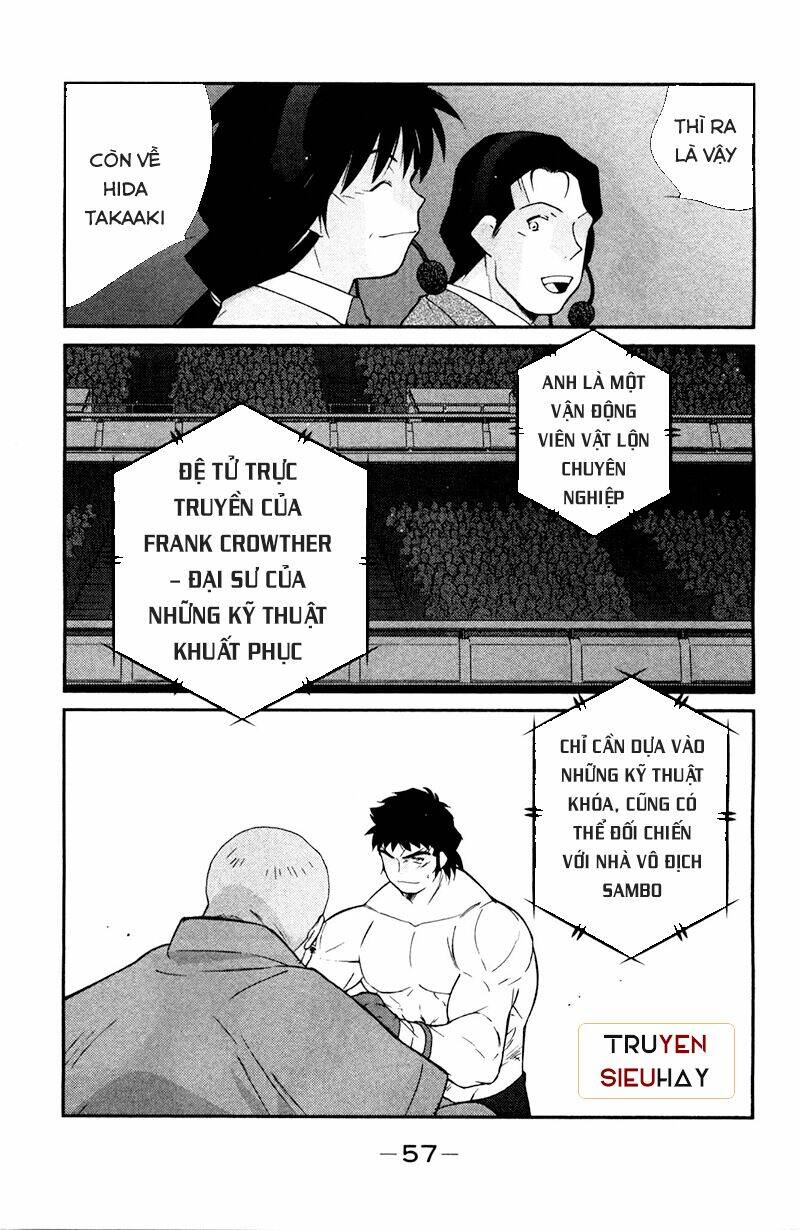 THÌ RA
LÀ VẬY
CÒN VỀ
HIDA
TAKAAKI
ANH LÀ MỘT
VẬN ĐỘNG
VIÊN VẬT LỘN
CHUYÊN
NGHIỆP
ĐỆ TỬ TRỰC
TRUYỀN CỦA
FRANK CROWTHER
– ĐẠI SƯ CỦA
NHỮNG KỸ THUẬT
KHUẤT PHỤC
CHỈ CẦN DỰA VÀO
NHỮNG KỸ THUẬT
KHÓA, CŨNG CÓ
THỂ ĐỐI CHIẾN
VỚI NHÀ VÔ ĐỊCH
SAMBO
TRUYEN
SIEUHAY
—57—